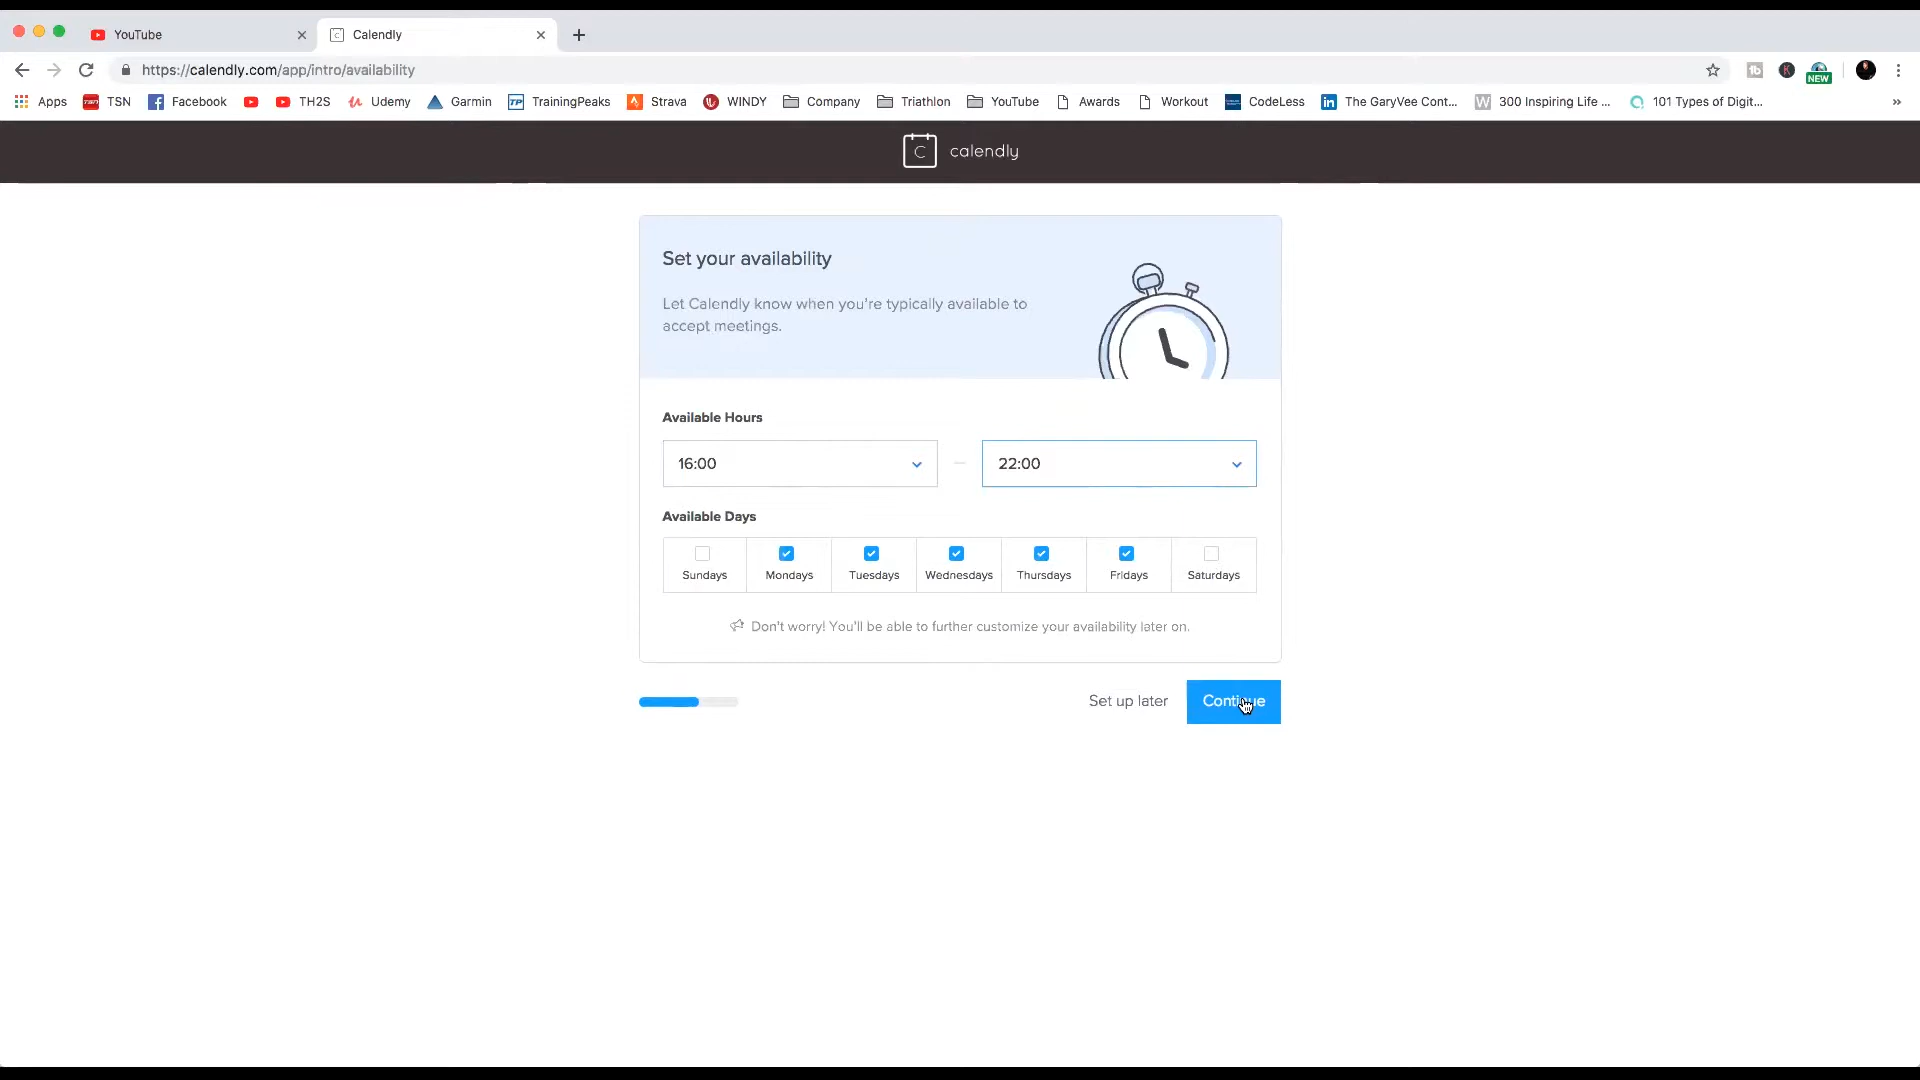 YouTube
Calendly
https://calendly.com/app/intro/availability
NEW
Apps TSN Facebook TH2S Udemy Garmin TrainingPeaks Strava WINDY Company Triathlon YouTube Awards Workout CodeLess The GaryVee Cont... 300 Inspiring Life ... 101 Types of Digit... »
C calendly
Set your availability
Let Calendly know when you're typically available to
accept meetings.
Available Hours
16:00 – 22:00
Available Days
Sundays Mondays Tuesdays Wednesdays Thursdays Fridays Saturdays
Don't worry! You'll be able to further customize your availability later on.
Set up later Continue